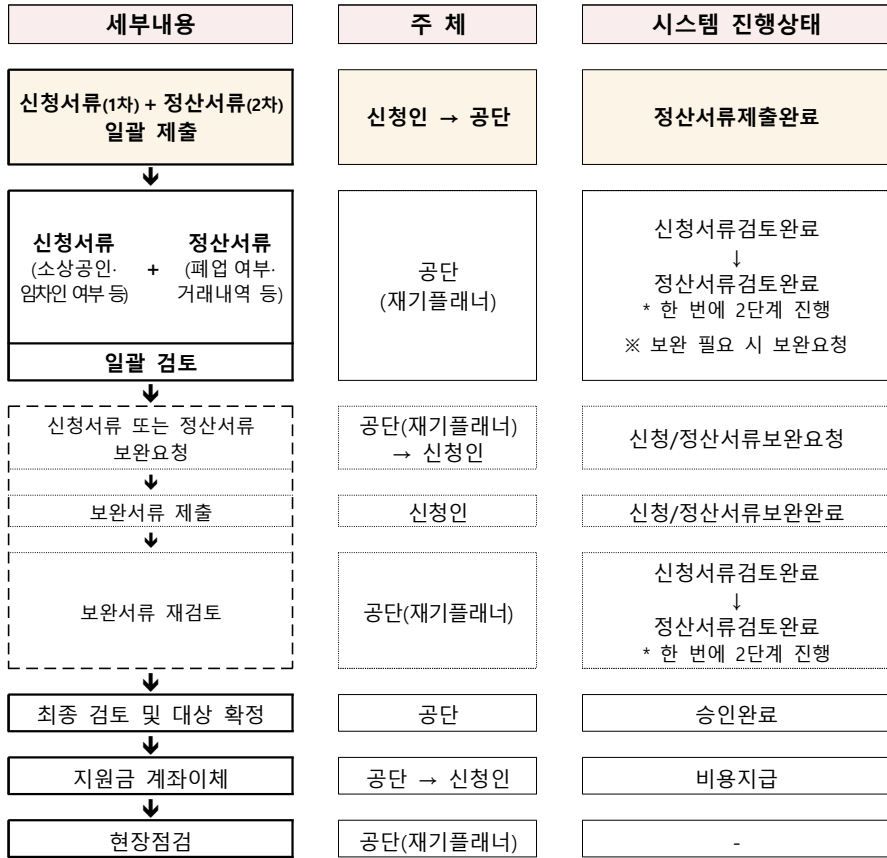 세부내용
주 체
시스템 진행상태
신청서류(1차) + 정산서류(2차)
일괄 제출
신청인 → 공단
정산서류제출완료
🡻
신청서류
(소상공인·
임차인 여부 등)
+
정산서류
(폐업 여부·
거래내역 등)
일괄 검토
공단
(재기플래너)
신청서류검토완료
↓
정산서류검토완료
* 한 번에 2단계 진행
※ 보완 필요 시 보완요청
🡻
신청서류 또는 정산서류
보완요청
공단(재기플래너)
→ 신청인
신청/정산서류보완요청
🡻
보완서류 제출
신청인
신청/정산서류보완완료
🡻
보완서류 재검토
공단(재기플래너)
신청서류검토완료
↓
정산서류검토완료
* 한 번에 2단계 진행
🡻
최종 검토 및 대상 확정
공단
승인완료
🡻
지원금 계좌이체
공단 → 신청인
비용지급
🡻
현장점검
공단(재기플래너)
-